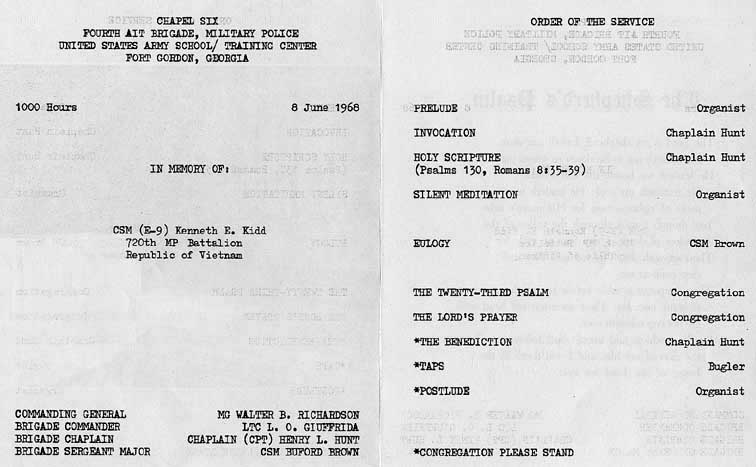 CHAPEL SIX
FOURTH AIT BRIGADE, MILITARY POLICE
UNITED STATES ARMY SCHOOL/ TRAINING CENTER
FORT GORDON, GEORGIA
1000 Hours 8 June 1968
IN MEMORY OF:
CSM (E-9) Kenneth E. Kidd
720th MP Battalion
Republic of Vietnam
COMMANDING GENERAL MG WALTER B. RICHARDSON
BRIGADE COMMANDER LTC L. O. GIUFFRIDA
BRIGADE CHAPLAIN CHAPLAIN (CPT) HENRY L. HUNT
BRIGADE SERGEANT MAJOR CSM BUFORD BROWN
ORDER OF THE SERVICE
PRELUDE Organist
INVOCATION Chaplain Hunt
HOLY SCRIPTURE Chaplain Hunt
(Psalms 130, Romans 8:35-39)
SILENT MEDITATION Organist
EULOGY CSM Brown
THE TWENTY-THIRD PSALM Congregation
THE LORD'S PRAYER Congregation
*THE BENEDICTION Chaplain Hunt
*TAPS Bugler
*POSTLUDE Organist
*CONGREGATION PLEASE STAND